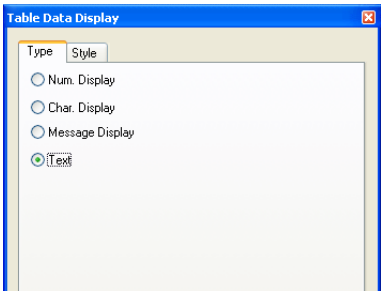 Table Data Display
Type Style
Num. Display
Char. Display
Message Display
Text